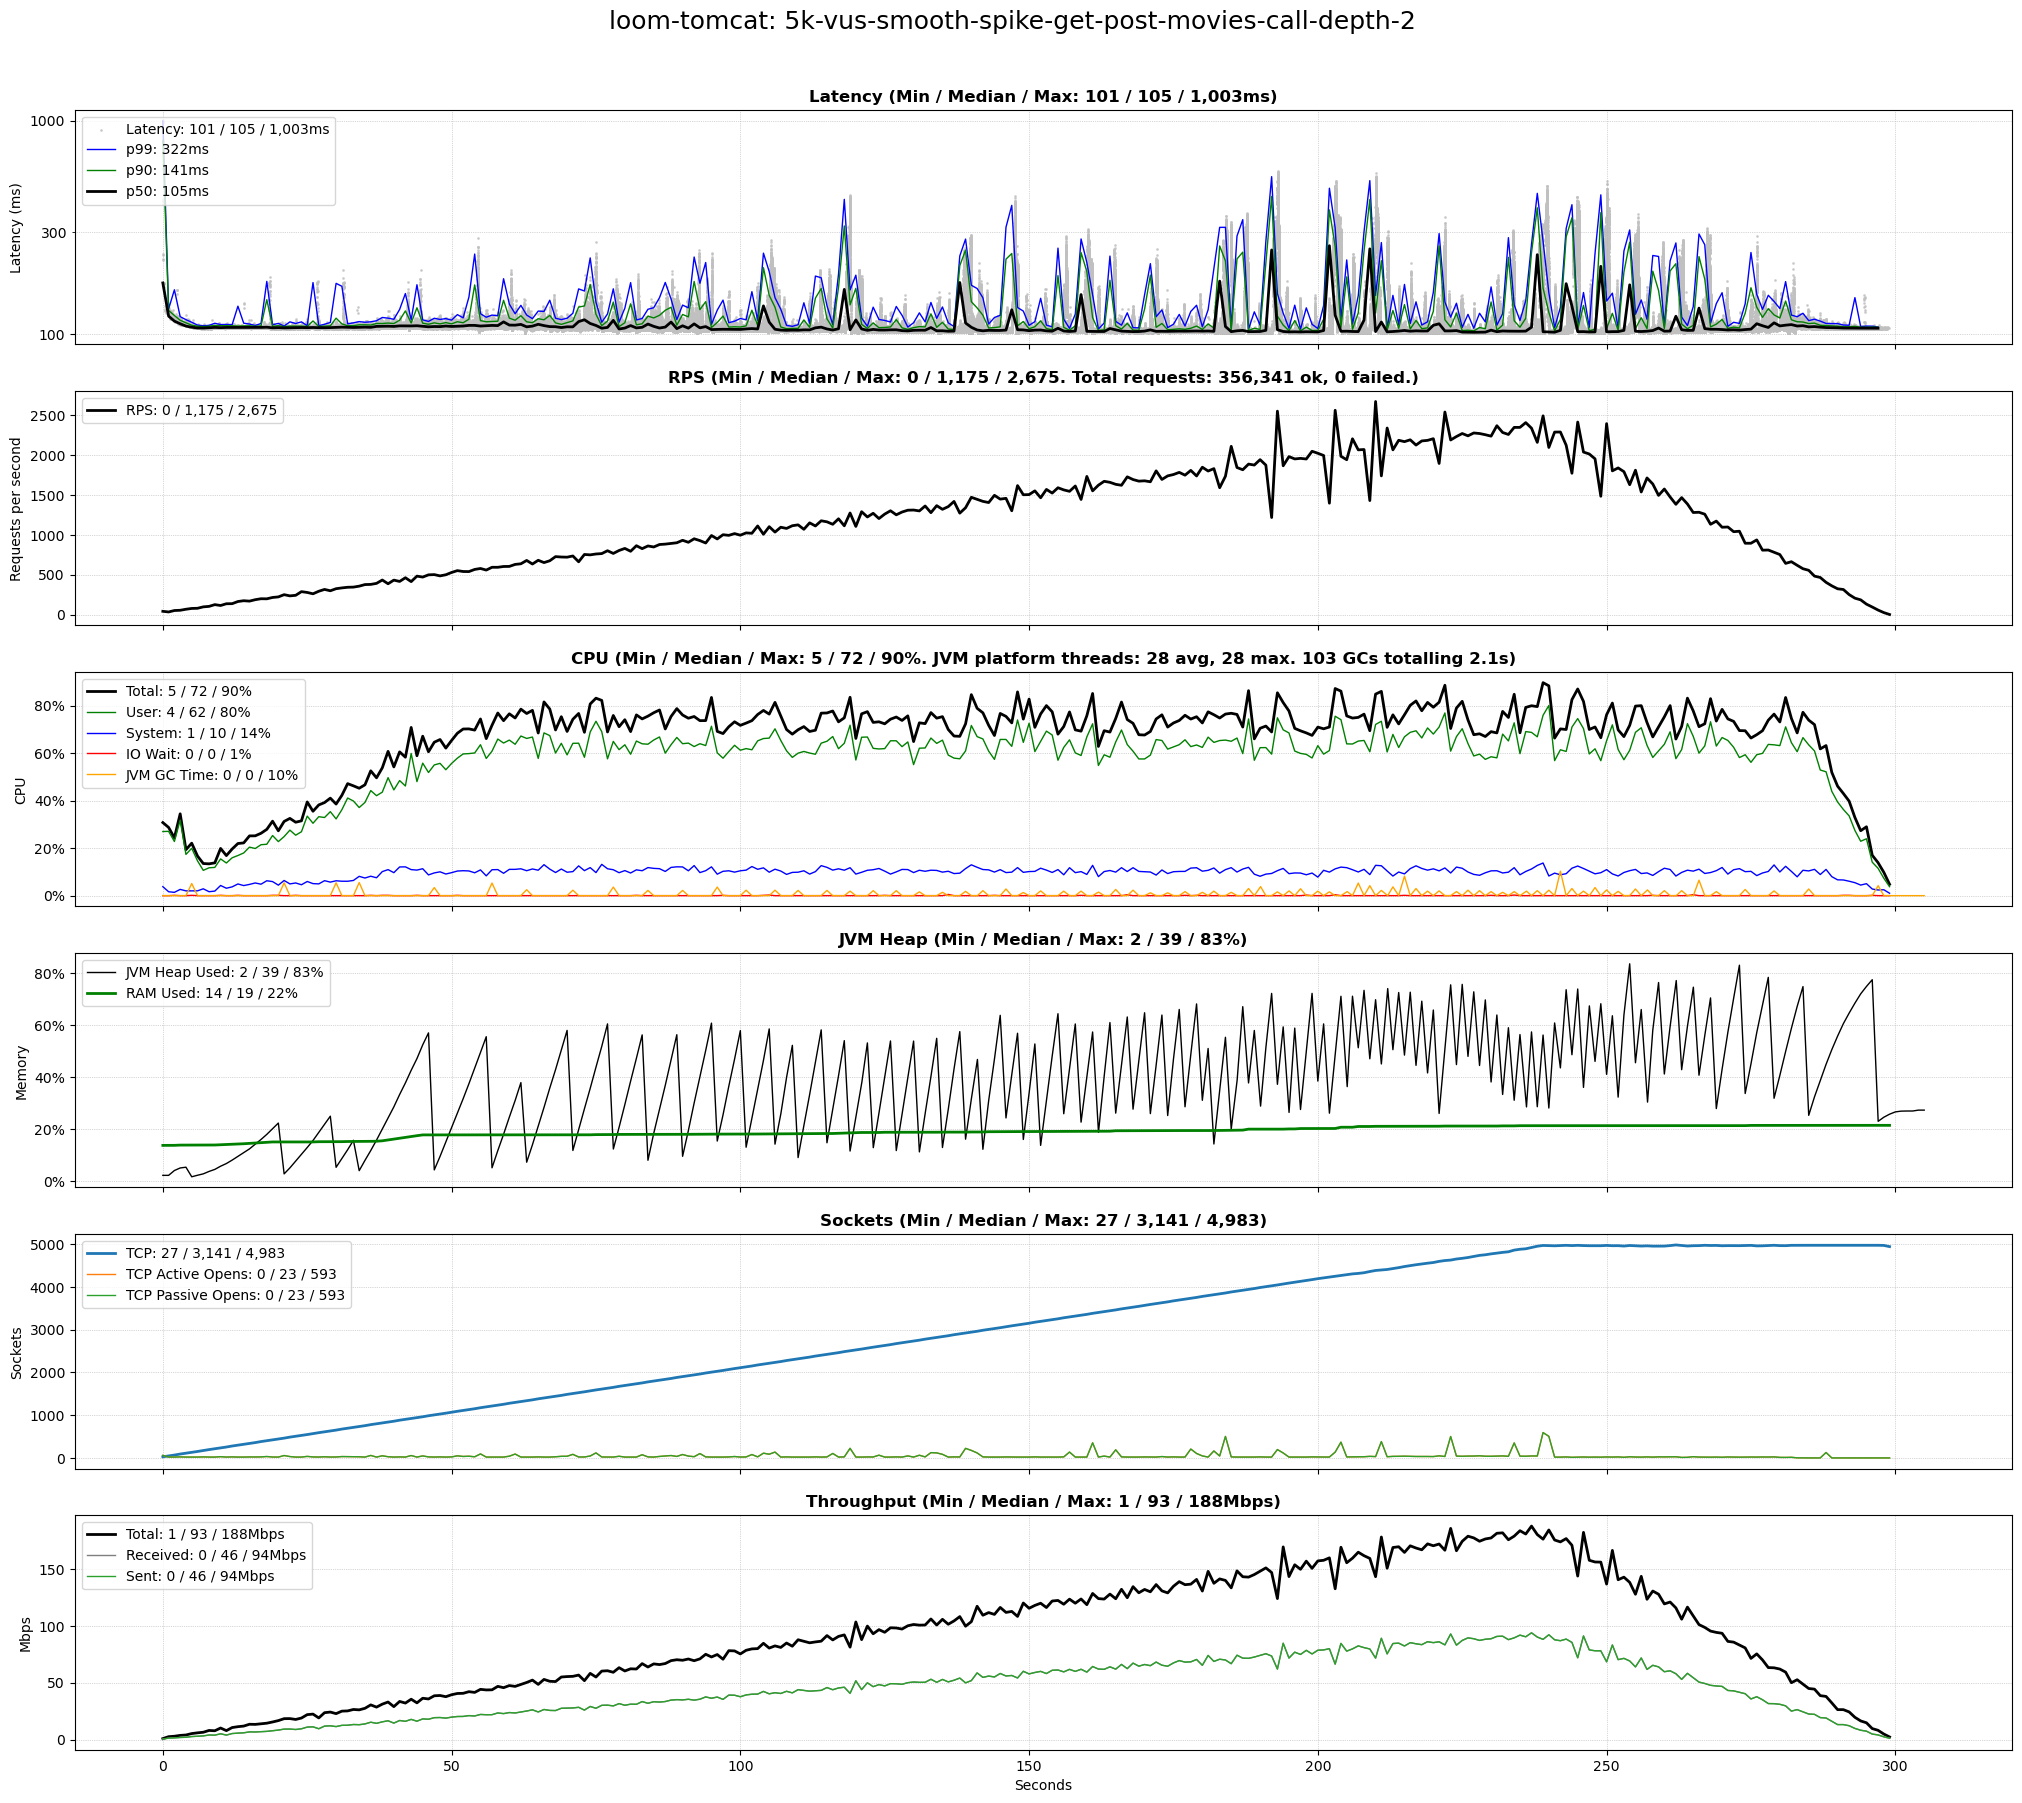 loom-tomcat: 5k-vus-smooth-spike-get-post-movies-call-depth-2
Latency (Min / Median / Max: 101 / 105 / 1,003ms)
Latency: 101 / 105 / 1,003ms
p99: 322ms
p90: 141ms
p50: 105ms
1000
300
100
Latency (ms)
RPS (Min / Median / Max: 0 / 1,175 / 2,675. Total requests: 356,341 ok, 0 failed.)
RPS: 0 / 1,175 / 2,675
2500
2000
1500
1000
500
0
Requests per second
CPU (Min / Median / Max: 5 / 72 / 90%. JVM platform threads: 28 avg, 28 max. 103 GCs totalling 2.1s)
Total: 5 / 72 / 90%
User: 4 / 62 / 80%
System: 1 / 10 / 14%
IO Wait: 0 / 0 / 1%
JVM GC Time: 0 / 0 / 10%
80%
60%
40%
20%
0%
CPU
JVM Heap (Min / Median / Max: 2 / 39 / 83%)
JVM Heap Used: 2 / 39 / 83%
RAM Used: 14 / 19 / 22%
80%
60%
40%
20%
0%
Memory
Sockets (Min / Median / Max: 27 / 3,141 / 4,983)
TCP: 27 / 3,141 / 4,983
TCP Active Opens: 0 / 23 / 593
TCP Passive Opens: 0 / 23 / 593
5000
4000
3000
2000
1000
0
Sockets
Throughput (Min / Median / Max: 1 / 93 / 188Mbps)
Total: 1 / 93 / 188Mbps
Received: 0 / 46 / 94Mbps
Sent: 0 / 46 / 94Mbps
150
100
50
0
Mbps
0 50 100 150 200 250 300
Seconds